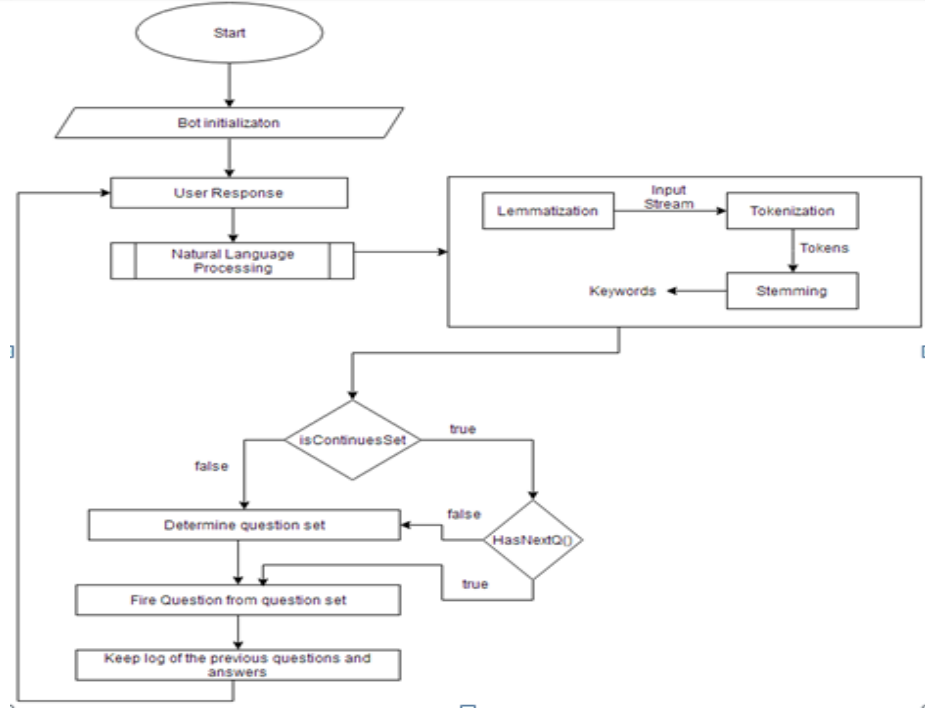 Start
Bot initializaton
User Response
Natural Language
Processing
Lemmatization
Input
Stream
Tokenization
Tokens
Stemming
Keywords
isContinuesSet
true
false
HasNextQ()
false
true
Determine question set
Fire Question from question set
Keep log of the previous questions and
answers